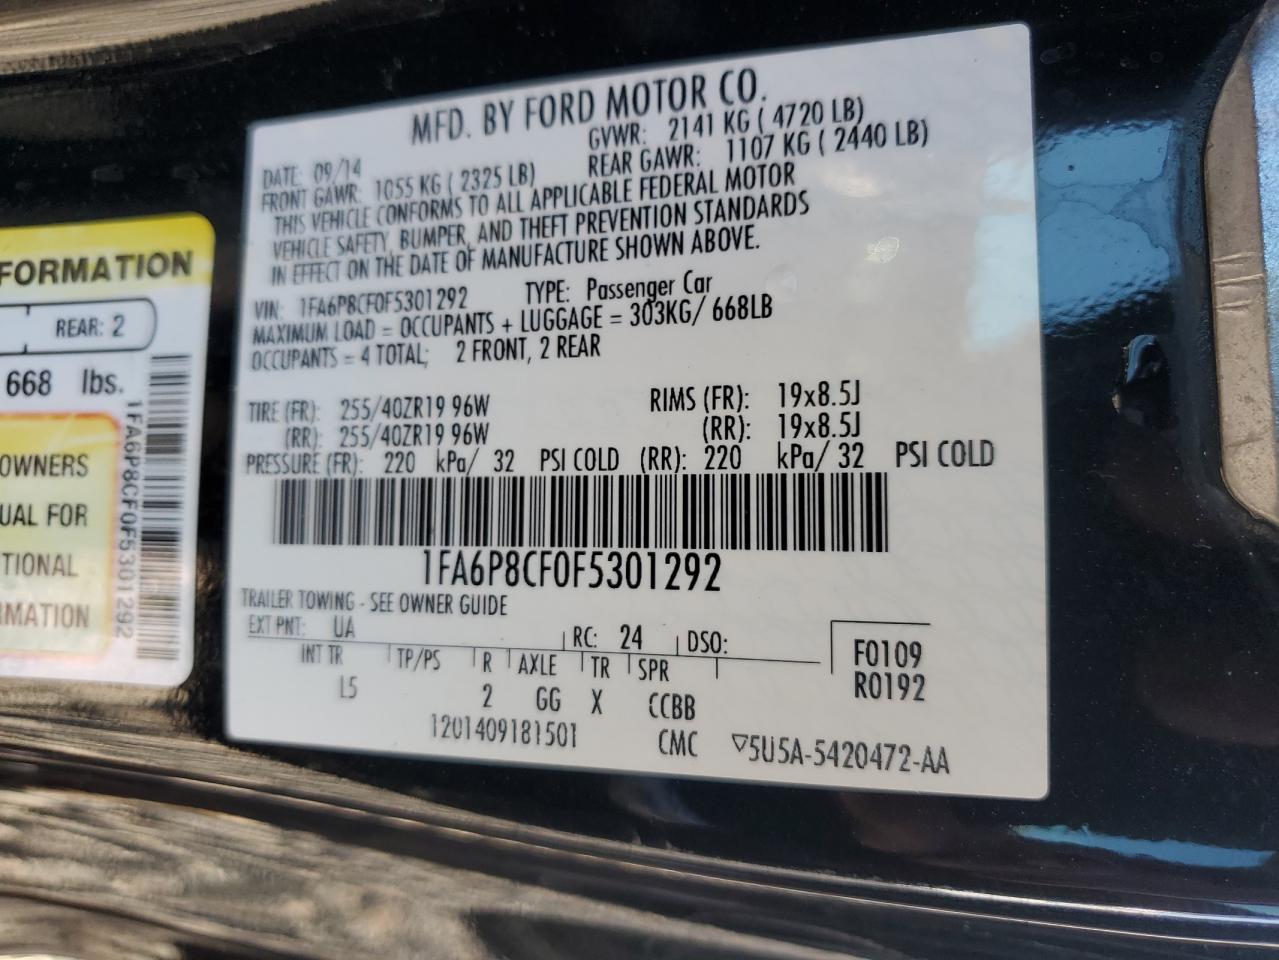 MFD. BY FORD MOTOR CO.
DATE: 09/14 GVWR: 2141 KG ( 4720 LB)
FRONT GAWR: 1055 KG ( 2325 LB) REAR GAWR: 1107 KG ( 2440 LB)
THIS VEHICLE CONFORMS TO ALL APPLICABLE FEDERAL MOTOR
VEHICLE SAFETY, BUMPER, AND THEFT PREVENTION STANDARDS
IN EFFECT ON THE DATE OF MANUFACTURE SHOWN ABOVE.
VIN: 1FA6P8CF0F5301292 TYPE: Passenger Car
MAXIMUM LOAD = OCCUPANTS + LUGGAGE = 303KG/ 668LB
OCCUPANTS = 4 TOTAL; 2 FRONT, 2 REAR
TIRE (FR): 255/40ZR19 96W RIMS (FR): 19x8.5J
(RR): 255/40ZR19 96W (RR): 19x8.5J
PRESSURE (FR): 220 kPa/ 32 PSI COLD (RR): 220 kPa/ 32 PSI COLD
1FA6P8CF0F5301292
TRAILER TOWING - SEE OWNER GUIDE
EXT PNT: UA RC: 24 DSO: F0109
INT TR TP/PS R AXLE TR SPR R0192
L5 2 GG X CCBB
1201409181501 CMC ▽5U5A-5420472-AA
FORMATION
REAR: 2
668 lbs.
OWNERS
UAL FOR
TIONAL
RMATION
1FA6P8CF0F5301292